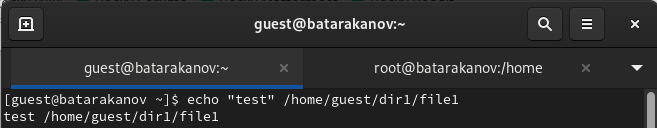 guest@batarakanov:~
guest@batarakanov:~
root@batarakanov:/home
[guest@batarakanov ~]$ echo "test" /home/guest/dir1/file1
test /home/guest/dir1/file1